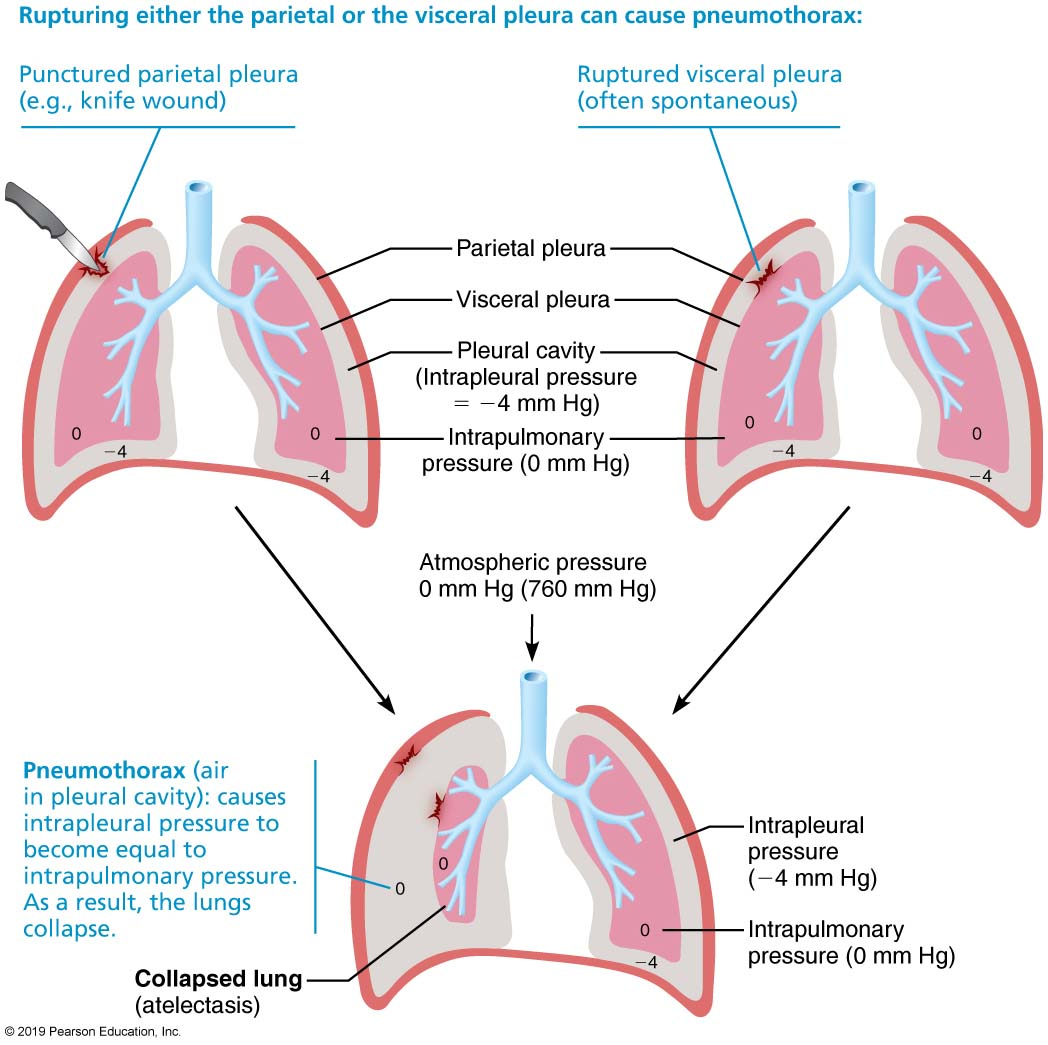 Rupturing either the parietal or the visceral pleura can cause pneumothorax:
Punctured parietal pleura
(e.g., knife wound)
Ruptured visceral pleura
(often spontaneous)
Parietal pleura
Visceral pleura
Pleural cavity
(Intrapleural pressure
= −4 mm Hg)
Intrapulmonary
pressure (0 mm Hg)
0
−4
0
−4
0
−4
0
−4
Atmospheric pressure
0 mm Hg (760 mm Hg)
Pneumothorax (air
in pleural cavity): causes
intrapleural pressure to
become equal to
intrapulmonary pressure.
As a result, the lungs
collapse.
0
0
0
−4
Intrapleural
pressure
(−4 mm Hg)
Intrapulmonary
pressure (0 mm Hg)
Collapsed lung
(atelectasis)
© 2019 Pearson Education, Inc.